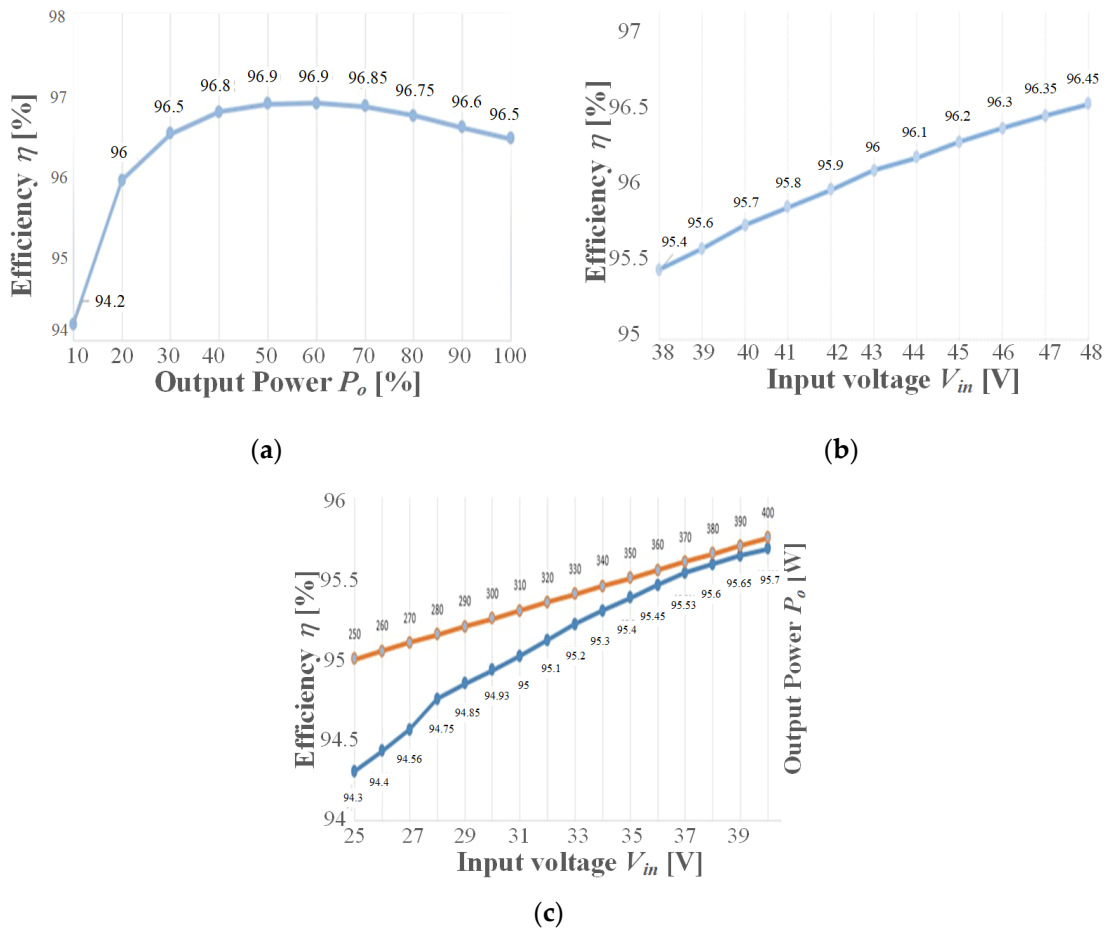 98
97
96
95
94
Efficiency η [%]
94.2
96
96.5
96.8
96.9
96.9
96.85
96.75
96.6
96.5
10 20 30 40 50 60 70 80 90 100
Output Power Po [%]
(a)
97
96.5
96
95.5
95
Efficiency η [%]
95.4
95.6
95.7
95.8
95.9
96
96.1
96.2
96.3
96.35
96.45
38 39 40 41 42 43 44 45 46 47 48
Input voltage Vin [V]
(b)
96
95.5
95
94.5
94
Efficiency η [%]
250 260 270 280 290 300 310 320 330 340 350 360 370 380 390 400
94.3 94.4 94.56 94.75 94.85 94.93 95 95.1 95.2 95.3 95.4 95.45 95.53 95.6 95.65 95.7
Output Power Po [W]
25 27 29 31 33 35 37 39
Input voltage Vin [V]
(c)